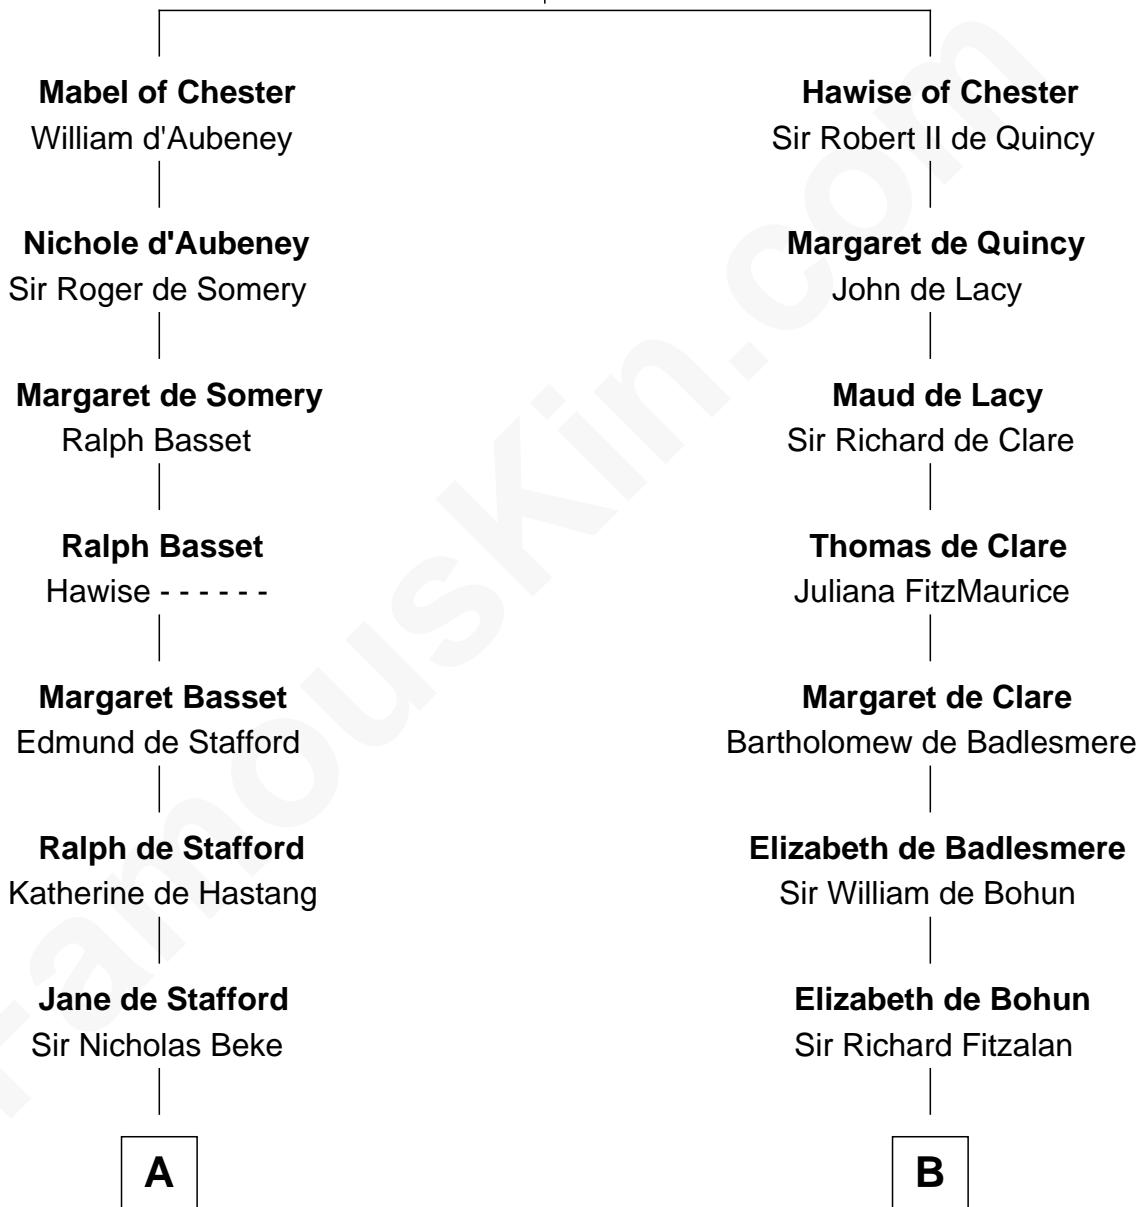 Mabel of Chester
William d'Aubeney
Nichole d'Aubeney
Sir Roger de Somery
Margaret de Somery
Ralph Basset
Ralph Basset
Hawise - - - - - -
Margaret Basset
Edmund de Stafford
Ralph de Stafford
Katherine de Hastang
Jane de Stafford
Sir Nicholas Beke
A
Hawise of Chester
Sir Robert II de Quincy
Margaret de Quincy
John de Lacy
Maud de Lacy
Sir Richard de Clare
Thomas de Clare
Juliana FitzMaurice
Margaret de Clare
Bartholomew de Badlesmere
Elizabeth de Badlesmere
Sir William de Bohun
Elizabeth de Bohun
Sir Richard Fitzalan
B
FamousKin.com